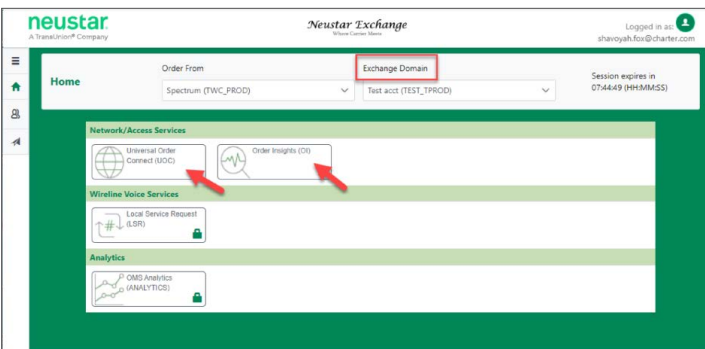 neustar
A TransUnion® Company
Neustar Exchange
Where Carrier Meets
Logged in as:
shavoyah.fox@charter.com
Home
Order From
Spectrum (TWC_PROD)
Exchange Domain
Test acct (TEST_TPROD)
Session expires in
07:44:49 (HH:MM:SS)
Network/Access Services
Universal Order
Connect (UOC)
Order Insights (OI)
Wireline Voice Services
Local Service Request
(LSR)
Analytics
OMS Analytics
(ANALYTICS)